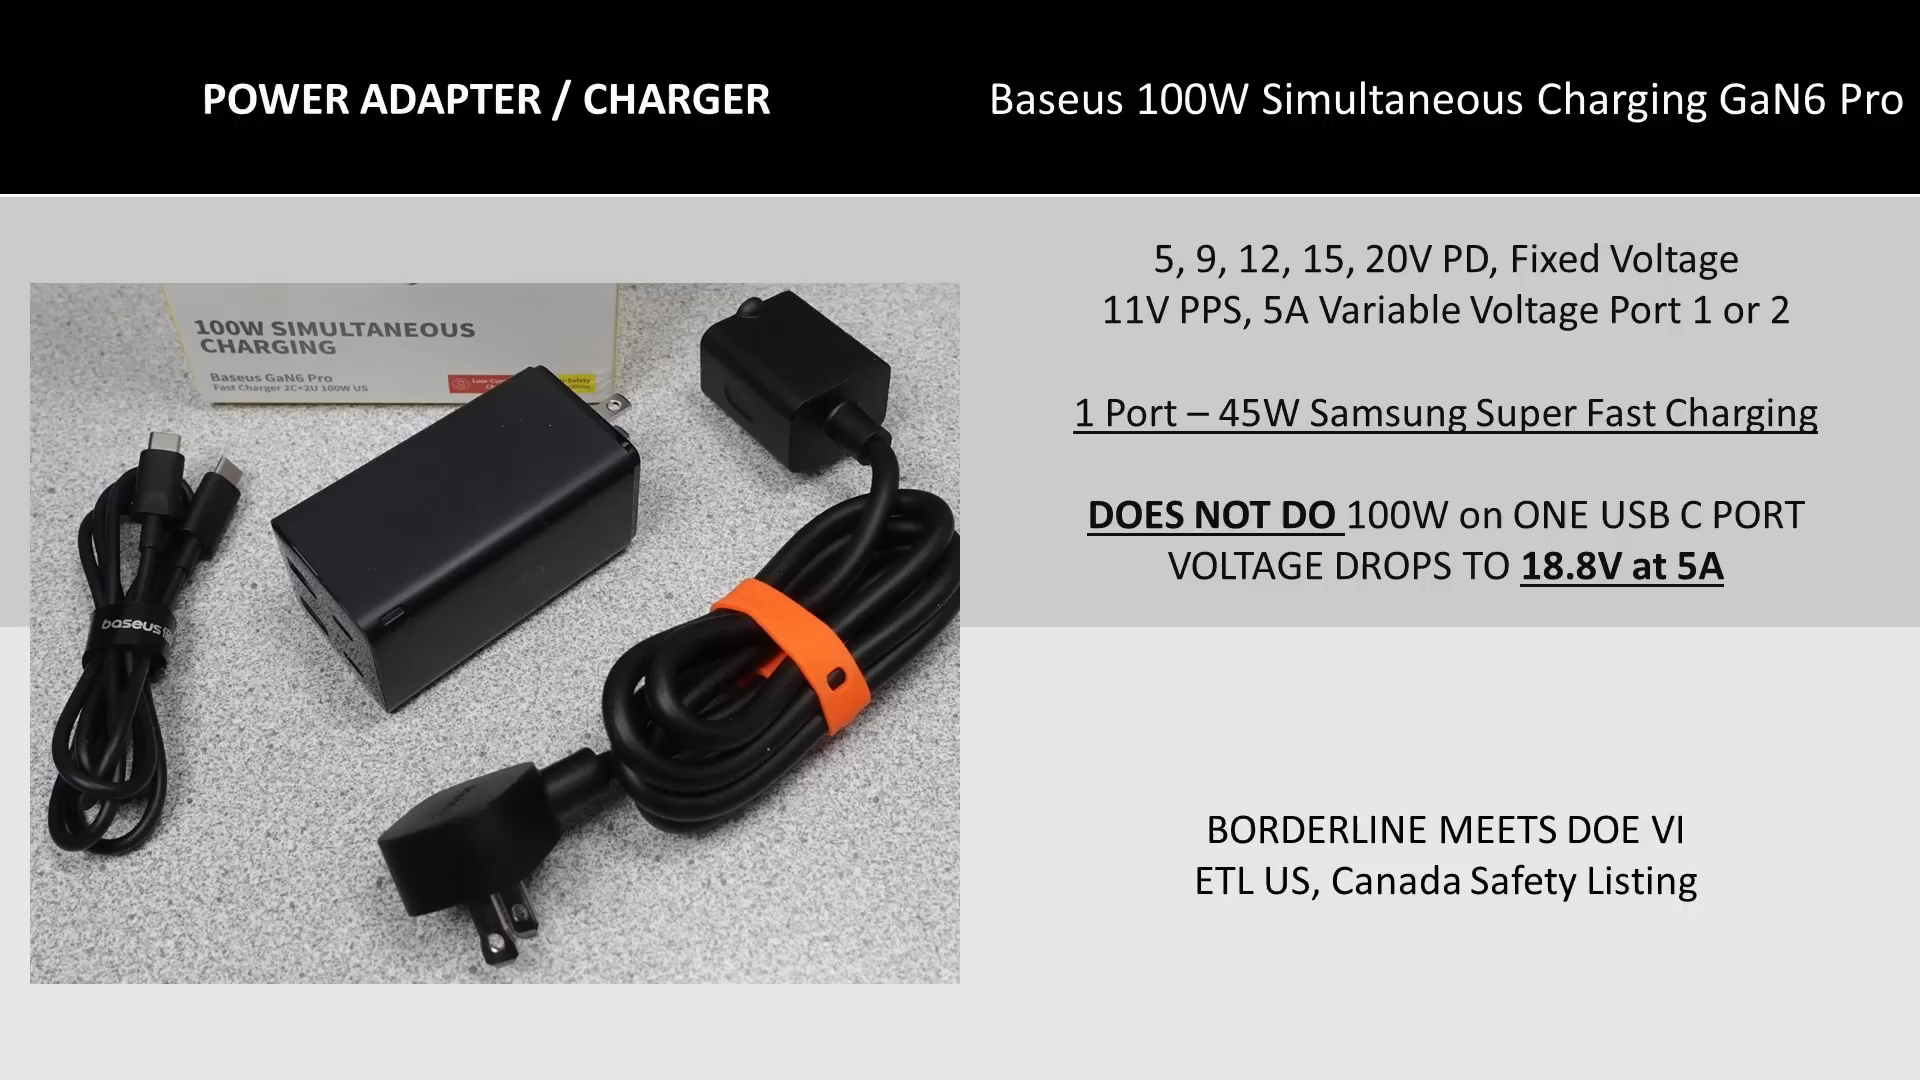 POWER ADAPTER / CHARGER
Baseus 100W Simultaneous Charging GaN6 Pro
5, 9, 12, 15, 20V PD, Fixed Voltage
11V PPS, 5A Variable Voltage Port 1 or 2
1 Port – 45W Samsung Super Fast Charging
DOES NOT DO 100W on ONE USB C PORT
VOLTAGE DROPS TO 18.8V at 5A
BORDERLINE MEETS DOE VI
ETL US, Canada Safety Listing
100W SIMULTANEOUS
CHARGING
Baseus GaN6 Pro
Fast Charger 2C+2U 100W US
baseus